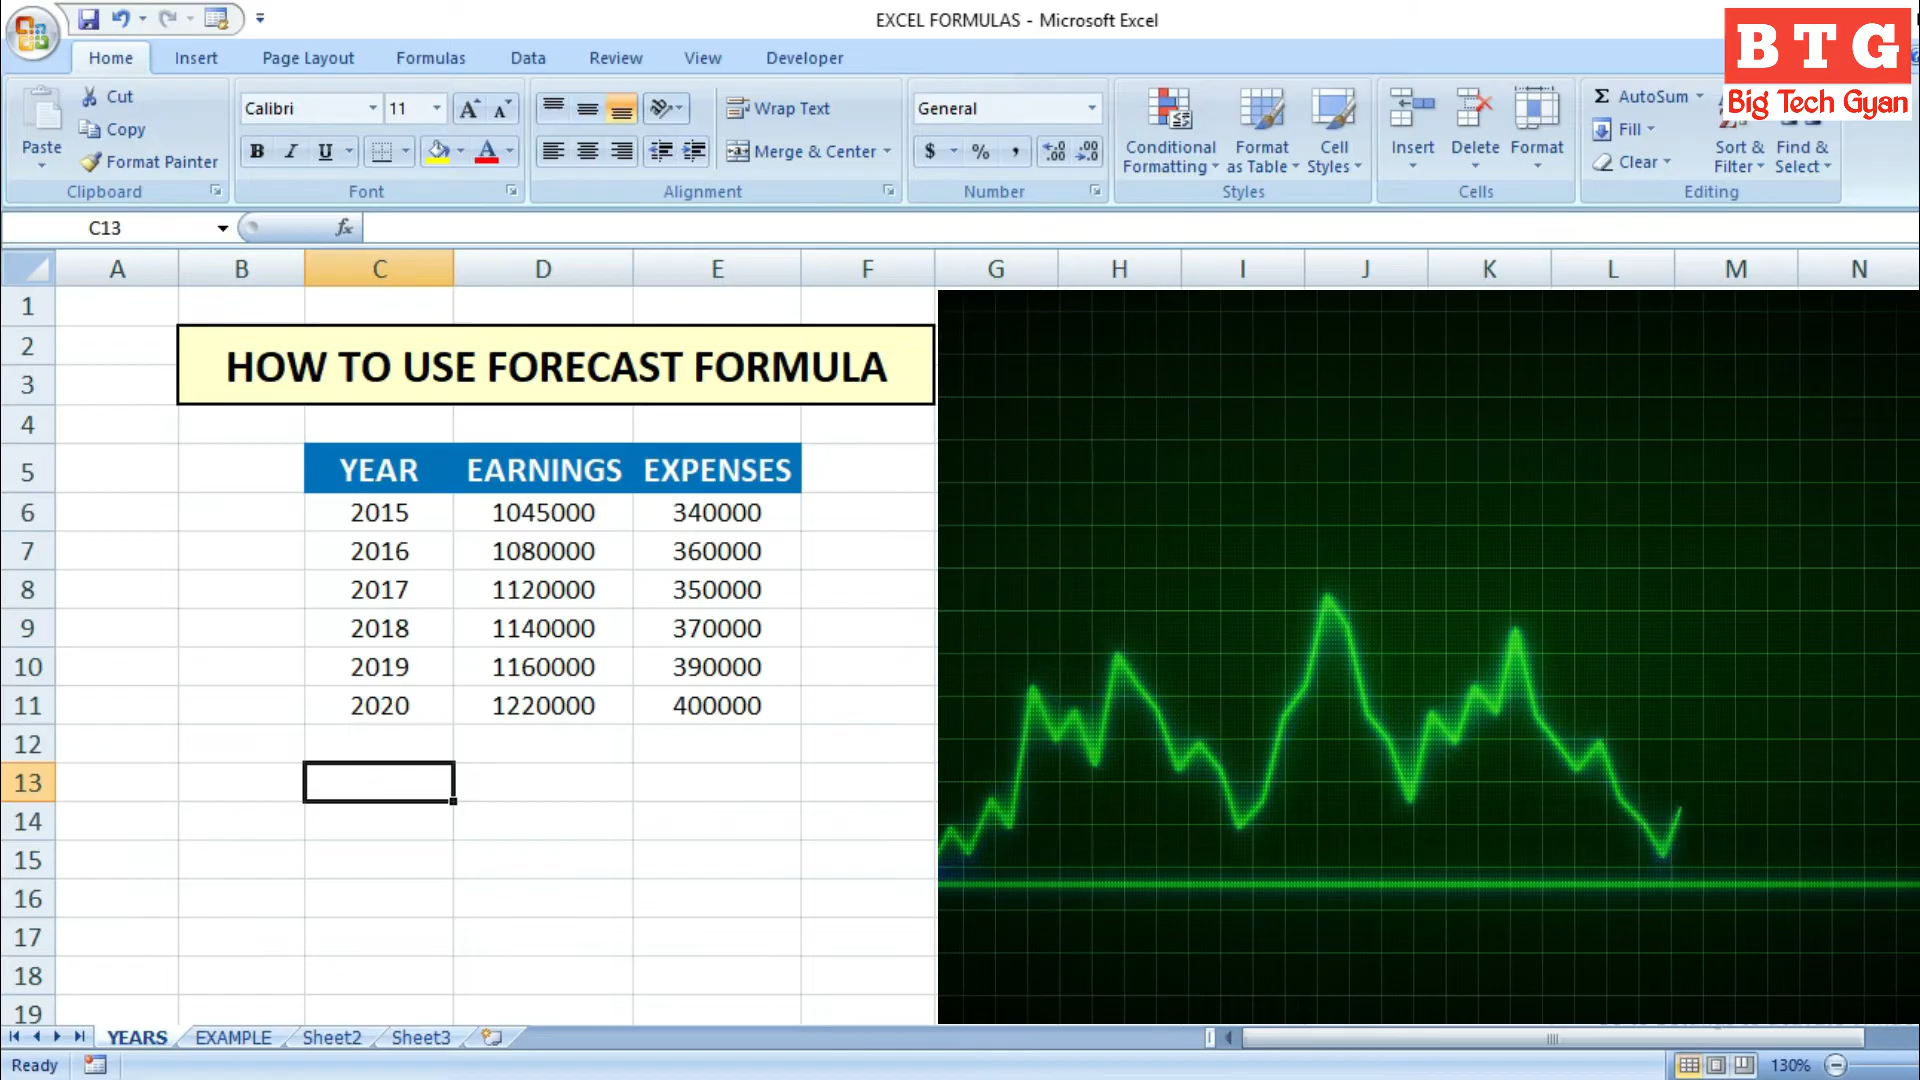 EXCEL FORMULAS - Microsoft Excel
BTG
Big Tech Gyan
Home Insert Page Layout Formulas Data Review View Developer
Cut
Copy
Format Painter
Paste
Clipboard
Calibri 11
B I U
Font
Wrap Text
Merge & Center
Alignment
General
$ % ,
Number
Conditional Formatting
Format as Table
Cell Styles
Styles
Insert Delete Format
Cells
Σ AutoSum
Fill
Clear
Sort & Filter
Find & Select
Editing
C13 fx
A B C D E F G H I J K L M N
1
2
3
HOW TO USE FORECAST FORMULA
4
5 YEAR EARNINGS EXPENSES
6 2015 1045000 340000
7 2016 1080000 360000
8 2017 1120000 350000
9 2018 1140000 370000
10 2019 1160000 390000
11 2020 1220000 400000
12
13
14
15
16
17
18
19
YEARS EXAMPLE Sheet2 Sheet3
Ready 130%